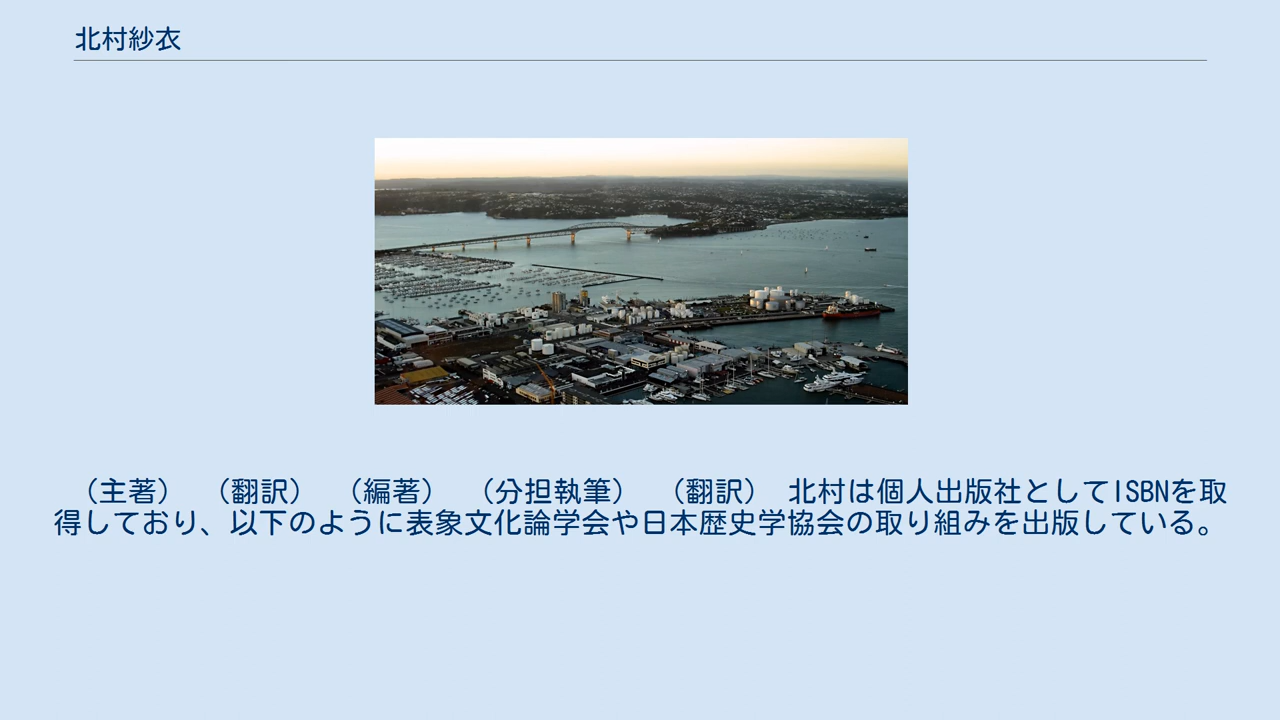 北村紗衣
（主著）　（翻訳）　（編著）　（分担執筆）　（翻訳）　北村は個人出版社としてISBNを取
得しており、以下のように表象文化論学会や日本歴史学協会の取り組みを出版している。